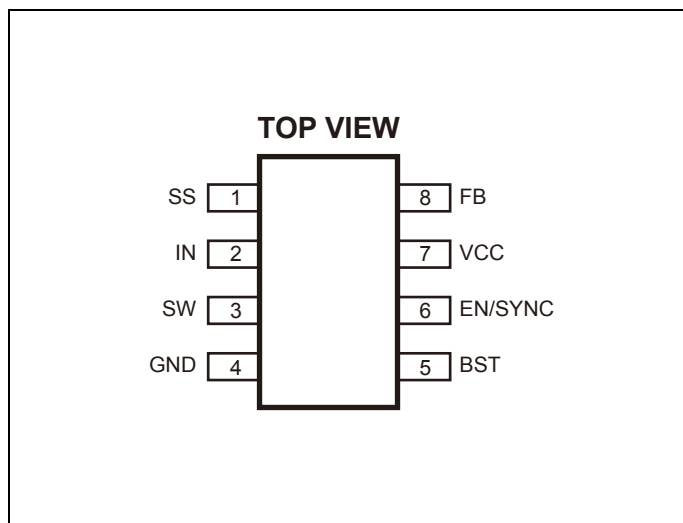 TOP VIEW
SS 1 8 FB
IN 2 7 VCC
SW 3 6 EN/SYNC
GND 4 5 BST